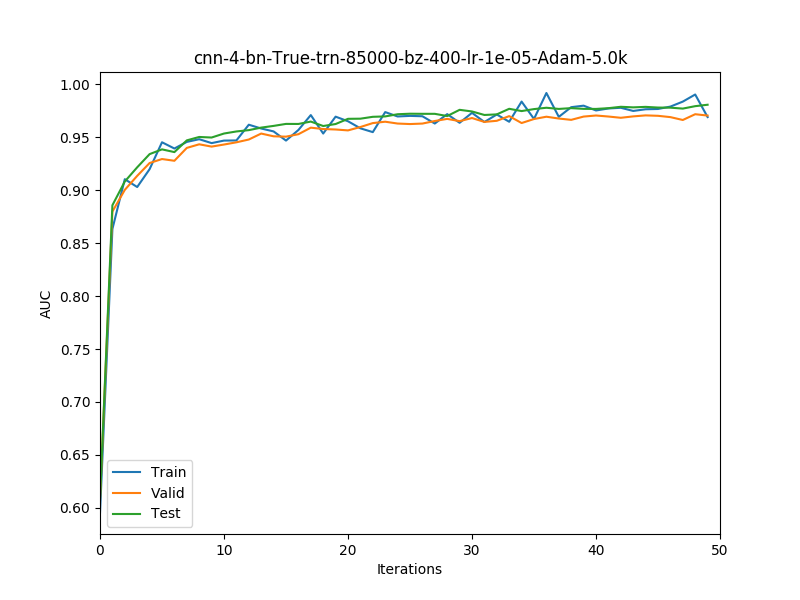 cnn-4-bn-True-trn-85000-bz-400-lr-1e-05-Adam-5.0k
1.00
0.95
0.90
0.85
0.80
0.75
0.70
0.65
0.60
AUC
Train
Valid
Test
0 10 20 30 40 50
Iterations